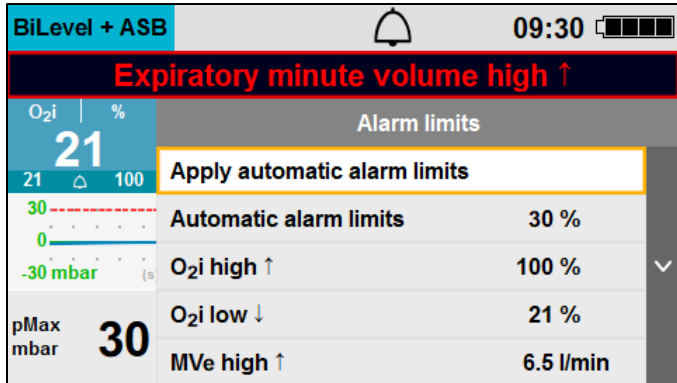 BiLevel + ASB
09:30
Expiratory minute volume high ↑
O₂i %
21
21 100
Alarm limits
Apply automatic alarm limits
Automatic alarm limits 30 %
O₂i high ↑ 100 %
O₂i low ↓ 21 %
MVe high ↑ 6.5 l/min
30
0
-30 mbar (s)
pMax
mbar
30